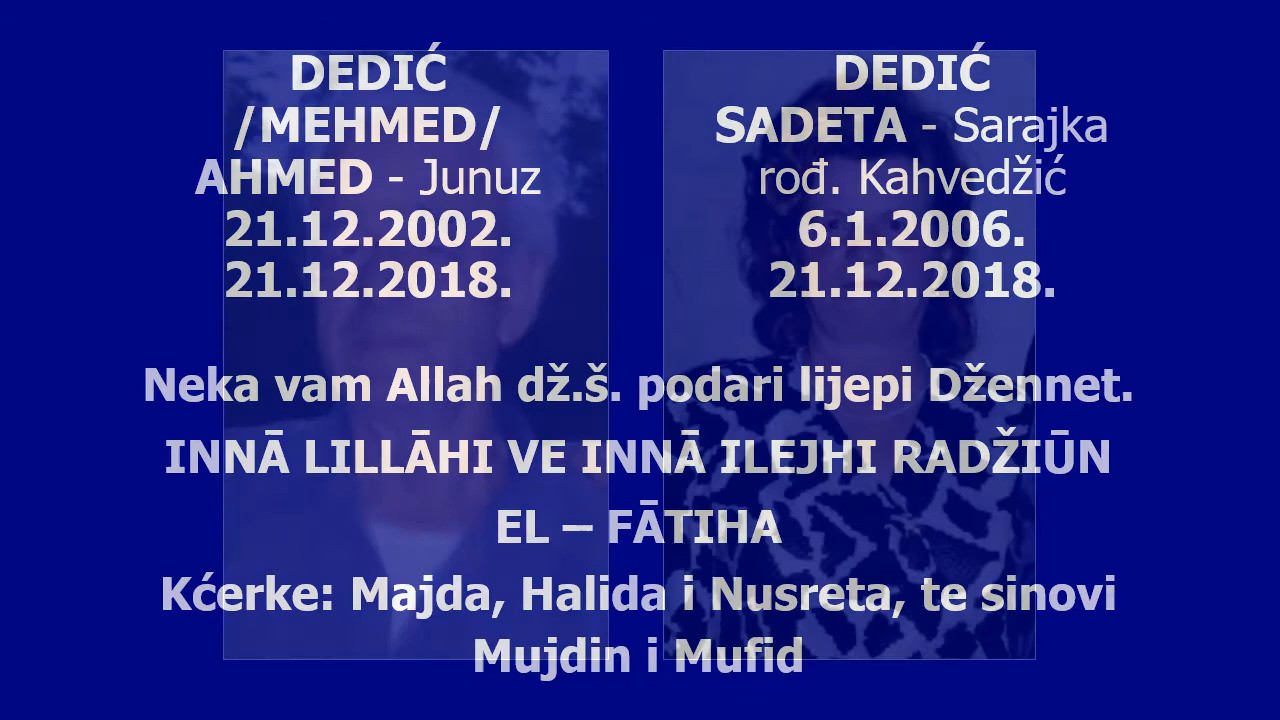 DEDIĆ
/MEHMED/
AHMED - Junuz
21.12.2002.
21.12.2018.
DEDIĆ
SADETA - Sarajka
rođ. Kahvedžić
6.1.2006.
21.12.2018.
Neka vam Allah dž.š. podari lijepi Džennet.
INNĀ LILLĀHI VE INNĀ ILEJHI RADŽIŪN
EL – FĀTIHA
Kćerke: Majda, Halida i Nusreta, te sinovi
Mujdin i Mufid